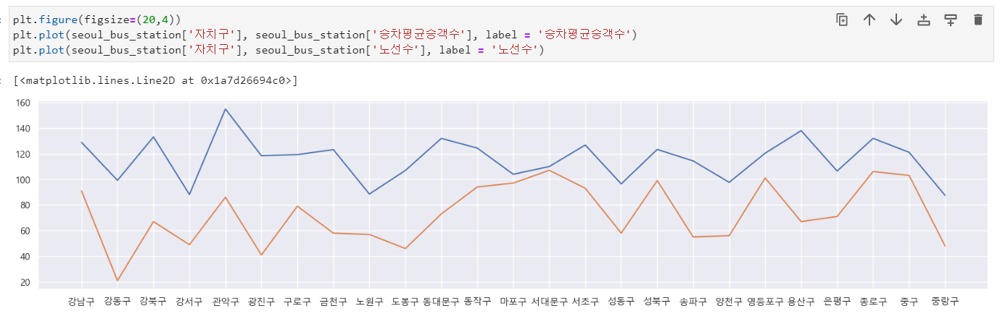 plt.figure(figsize=(20,4))
plt.plot(seoul_bus_station['자치구'], seoul_bus_station['승차평균승객수'], label = '승차평균승객수')
plt.plot(seoul_bus_station['자치구'], seoul_bus_station['노선수'], label = '노선수')
[<matplotlib.lines.Line2D at 0x1a7d26694c0>]
160
140
120
100
80
60
40
20
강남구 강동구 강북구 강서구 관악구 광진구 구로구 금천구 노원구 도봉구 동대문구 동작구 마포구 서대문구 서초구 성동구 성북구 송파구 양천구 영등포구 용산구 은평구 종로구 중구 중랑구